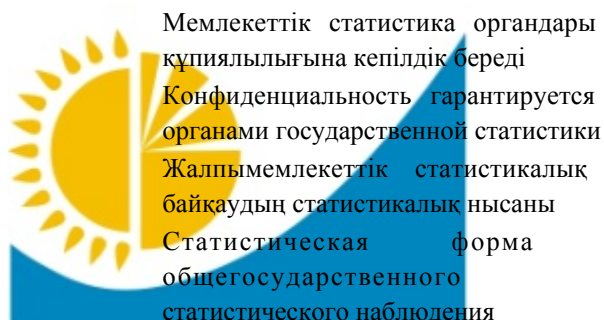 Мемлекеттік статистика органдары
құпиялылығына кепілдік береді
Конфиденциальность гарантируется
органами государственной статистики
Жалпымемлекеттік статистикалық
байқаудың статистикалық нысаны
Статистическая форма
общегосударственного
статистического наблюдения